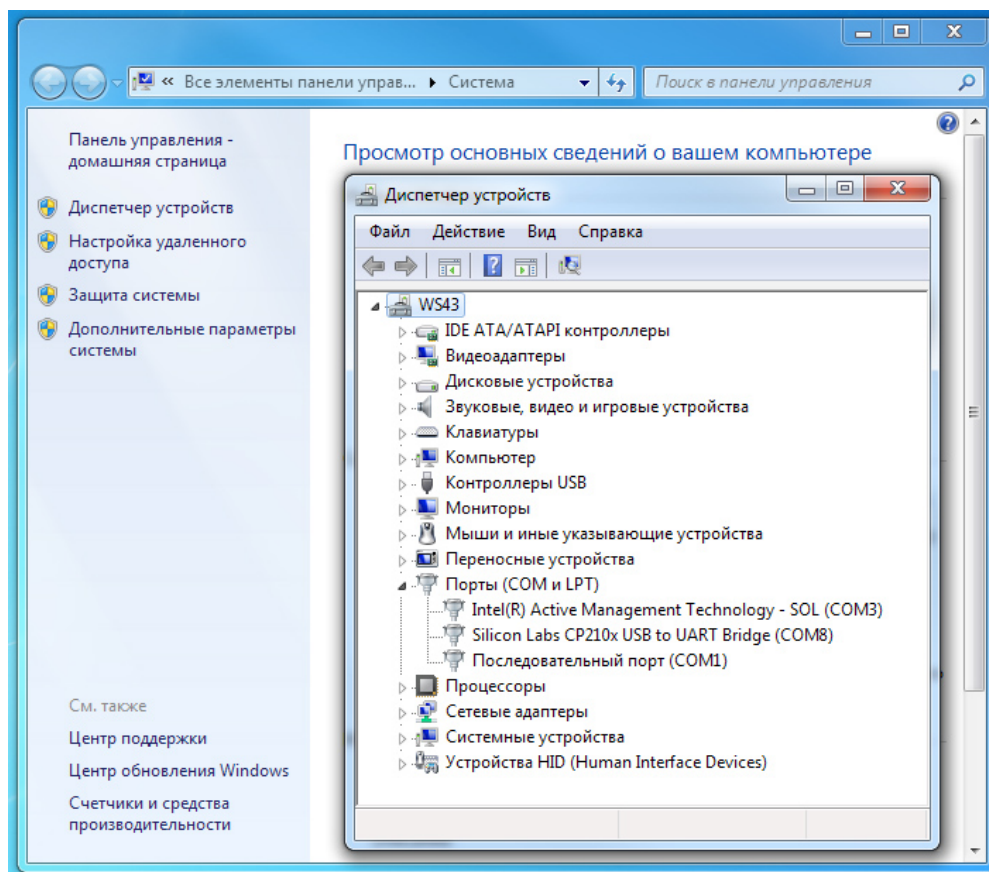 « Все элементы панели управ... Система
Поиск в панели управления
Панель управления -
домашняя страница
Диспетчер устройств
Настройка удаленного
доступа
Защита системы
Дополнительные параметры
системы
См. также
Центр поддержки
Центр обновления Windows
Счетчики и средства
производительности
Просмотр основных сведений о вашем компьютере
Диспетчер устройств
Файл Действие Вид Справка
WS43
IDE ATA/ATAPI контроллеры
Видеоадаптеры
Дисковые устройства
Звуковые, видео и игровые устройства
Клавиатуры
Компьютер
Контроллеры USB
Мониторы
Мыши и иные указывающие устройства
Переносные устройства
Порты (COM и LPT)
Intel(R) Active Management Technology - SOL (COM3)
Silicon Labs CP210x USB to UART Bridge (COM8)
Последовательный порт (COM1)
Процессоры
Сетевые адаптеры
Системные устройства
Устройства HID (Human Interface Devices)